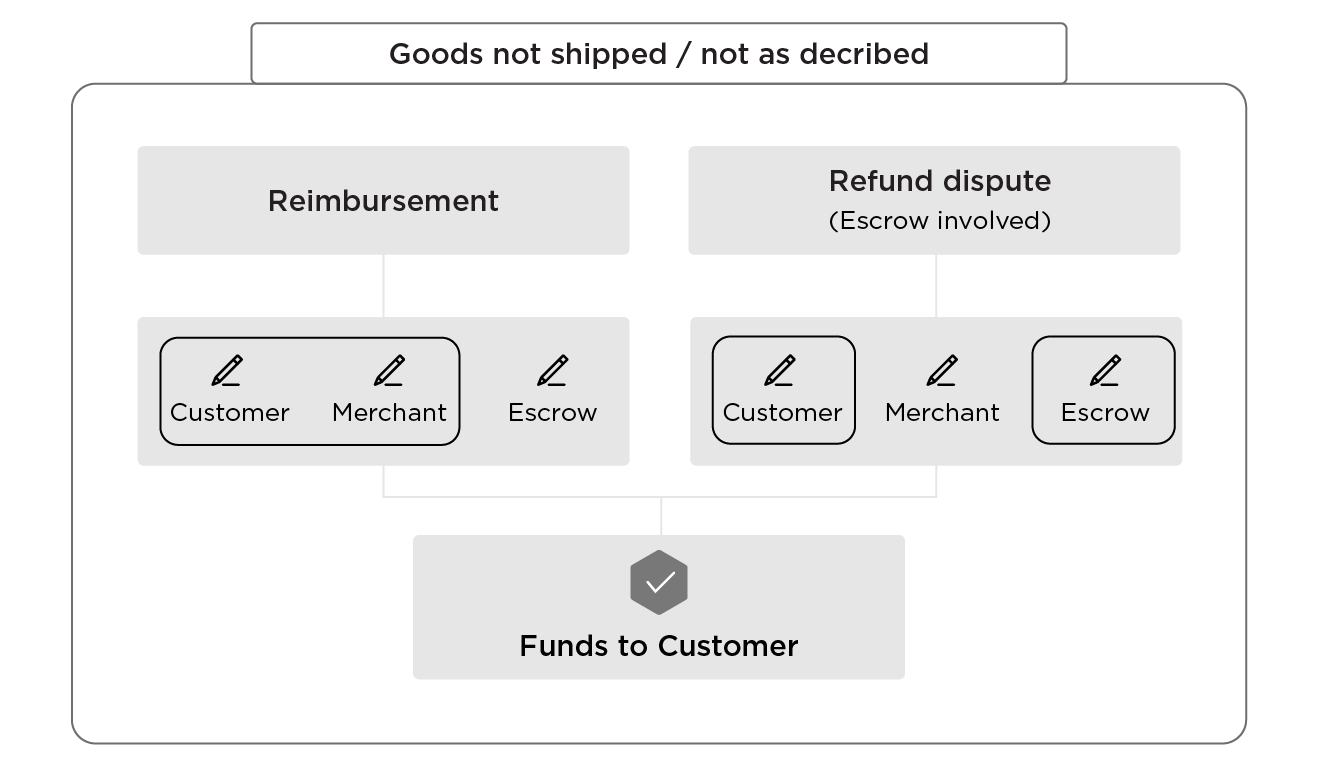 Goods not shipped / not as decribed
Reimbursement
Refund dispute
(Escrow involved)
Customer
Merchant
Escrow
Customer
Merchant
Escrow
Funds to Customer